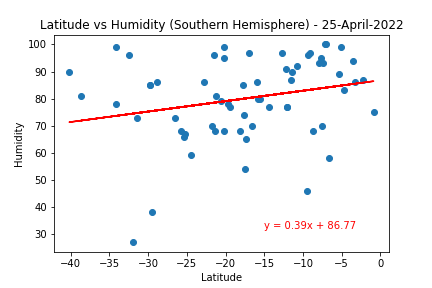 Latitude vs Humidity (Southern Hemisphere) - 25-April-2022
100
90
80
70
60
50
40
30
Humidity
y = 0.39x + 86.77
−40 −35 −30 −25 −20 −15 −10 −5 0
Latitude